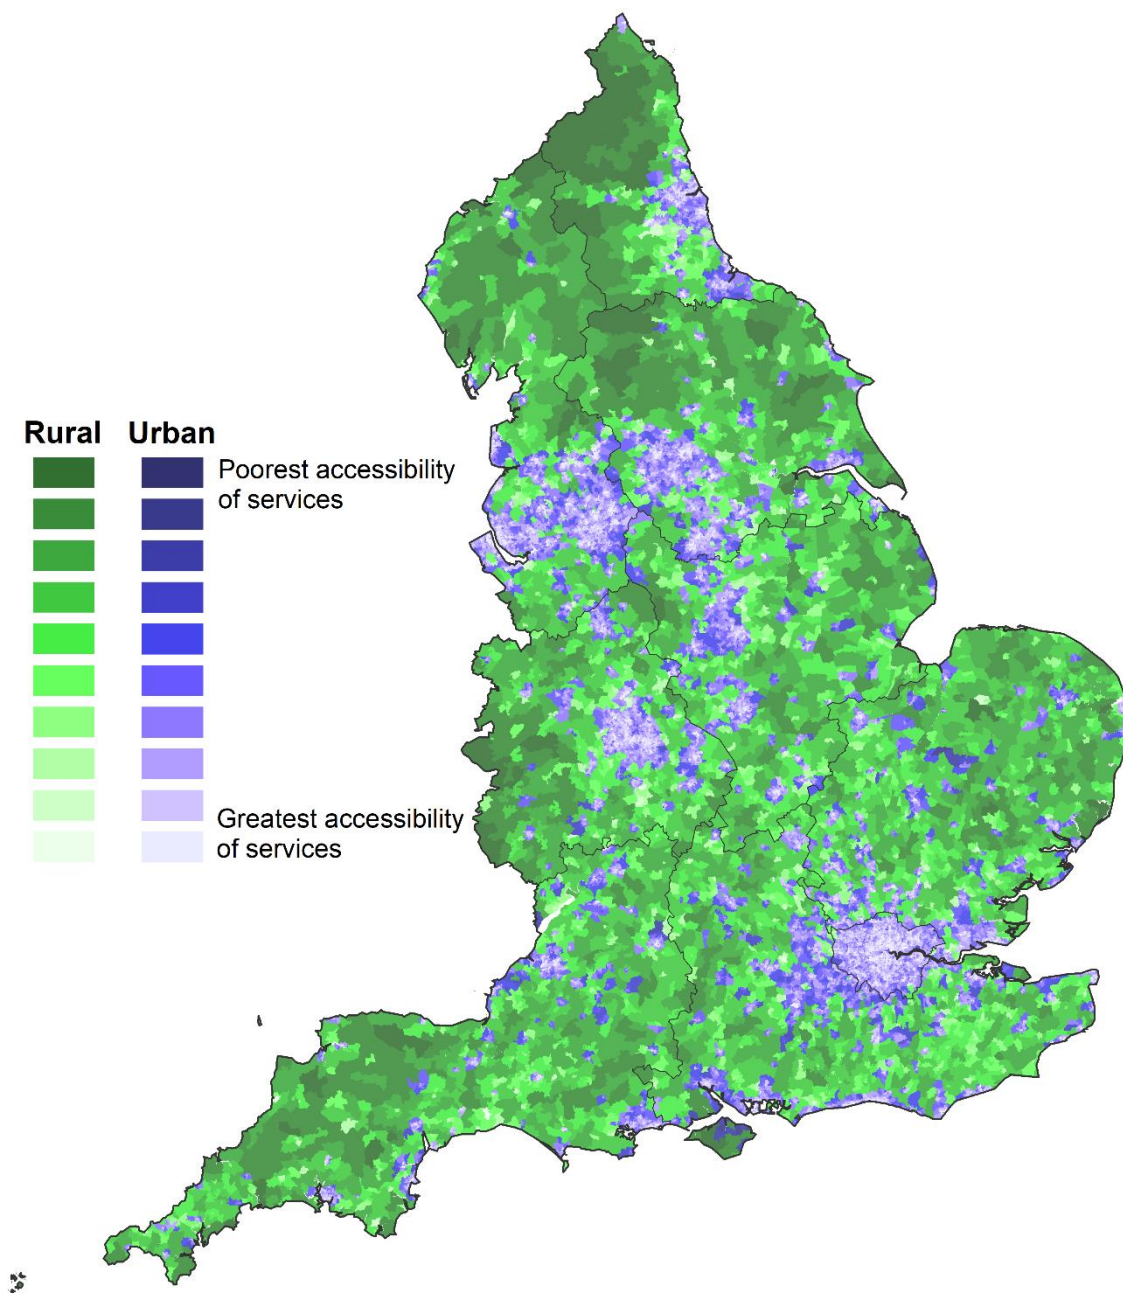 Rural Urban
Poorest accessibility
of services
Greatest accessibility
of services